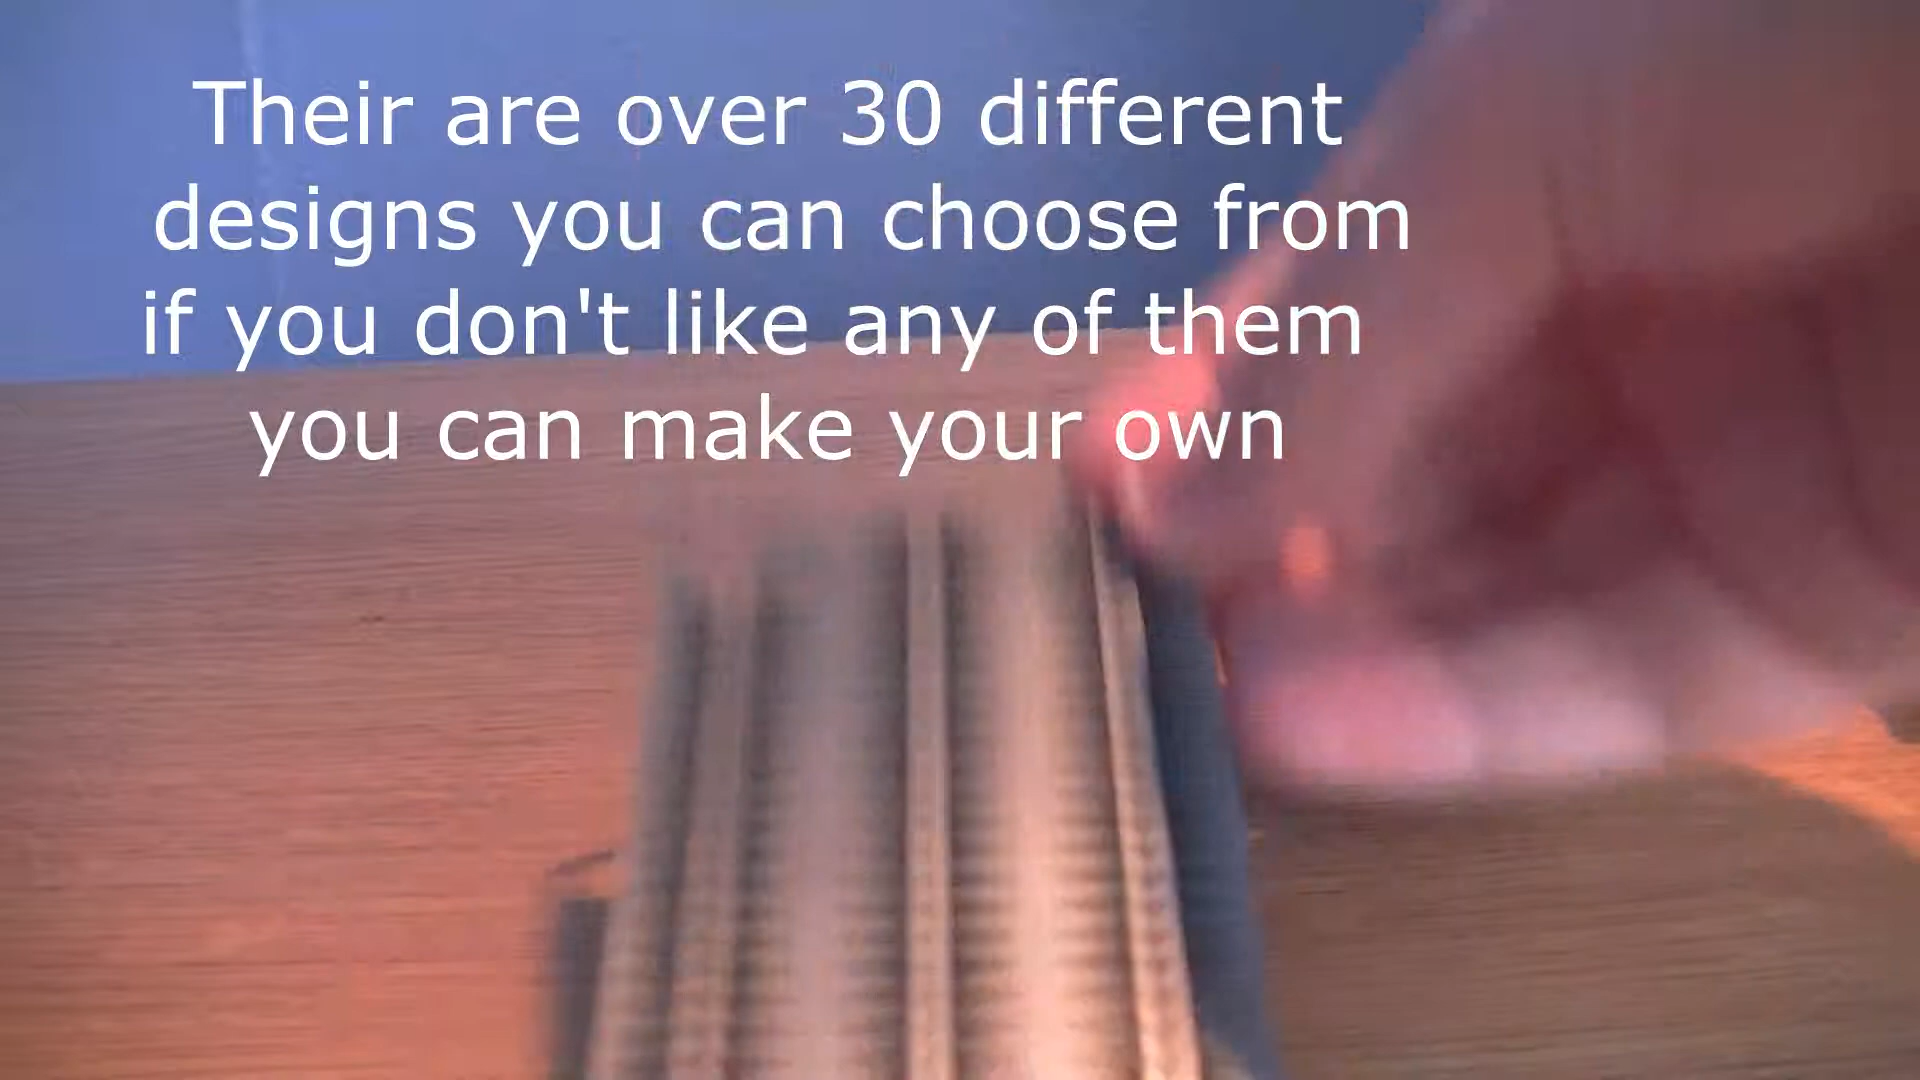 Their are over 30 different
designs you can choose from
if you don't like any of them
you can make your own